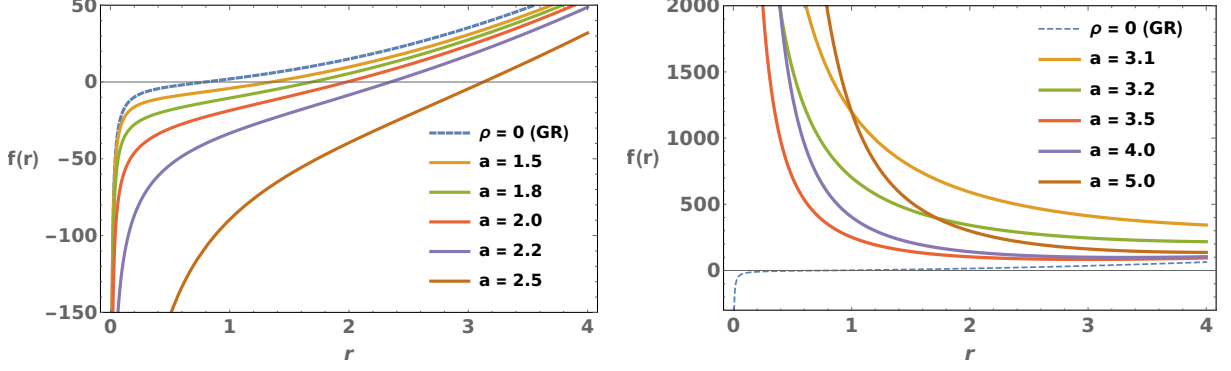 50
0
−50
−100
−150
f(r)
0
1
2
3
4
r
ρ = 0 (GR)
a = 1.5
a = 1.8
a = 2.0
a = 2.2
a = 2.5
2000
1500
1000
500
0
f(r)
0
1
2
3
4
r
ρ = 0 (GR)
a = 3.1
a = 3.2
a = 3.5
a = 4.0
a = 5.0